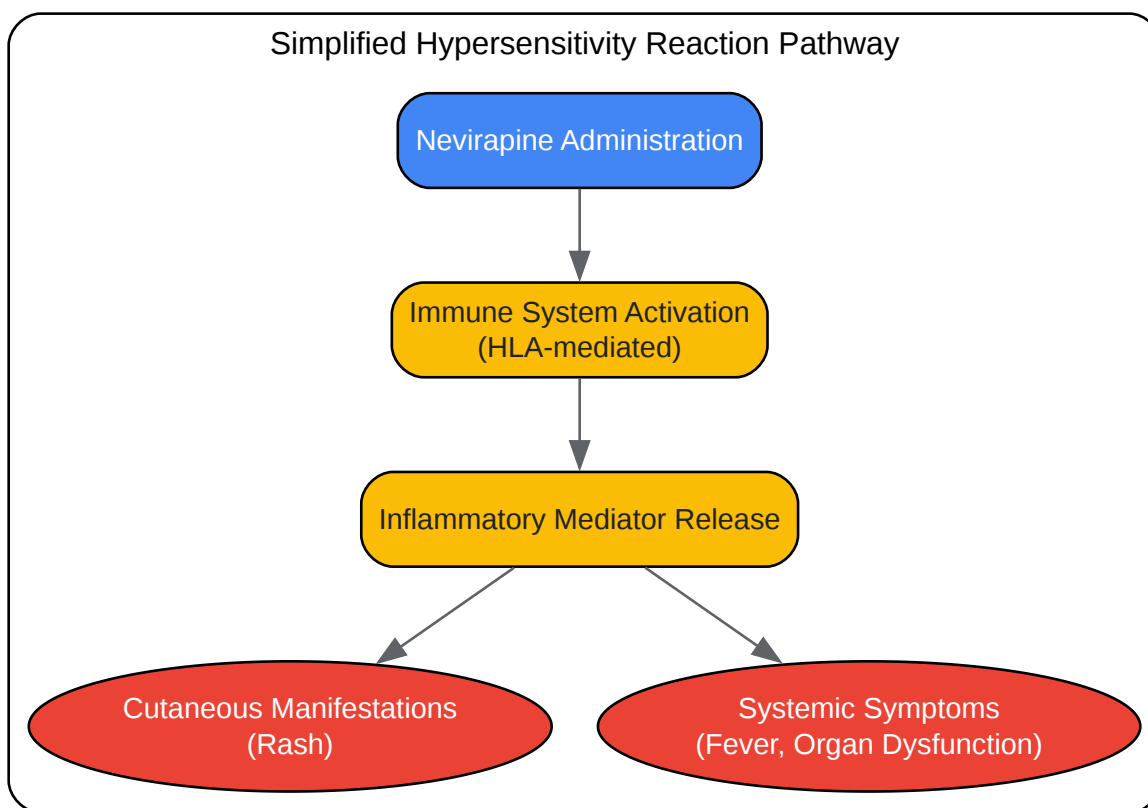 Simplified Hypersensitivity Reaction Pathway
Nevirapine Administration
Immune System Activation
(HLA-mediated)
Inflammatory Mediator Release
Cutaneous Manifestations
(Rash)
Systemic Symptoms
(Fever, Organ Dysfunction)